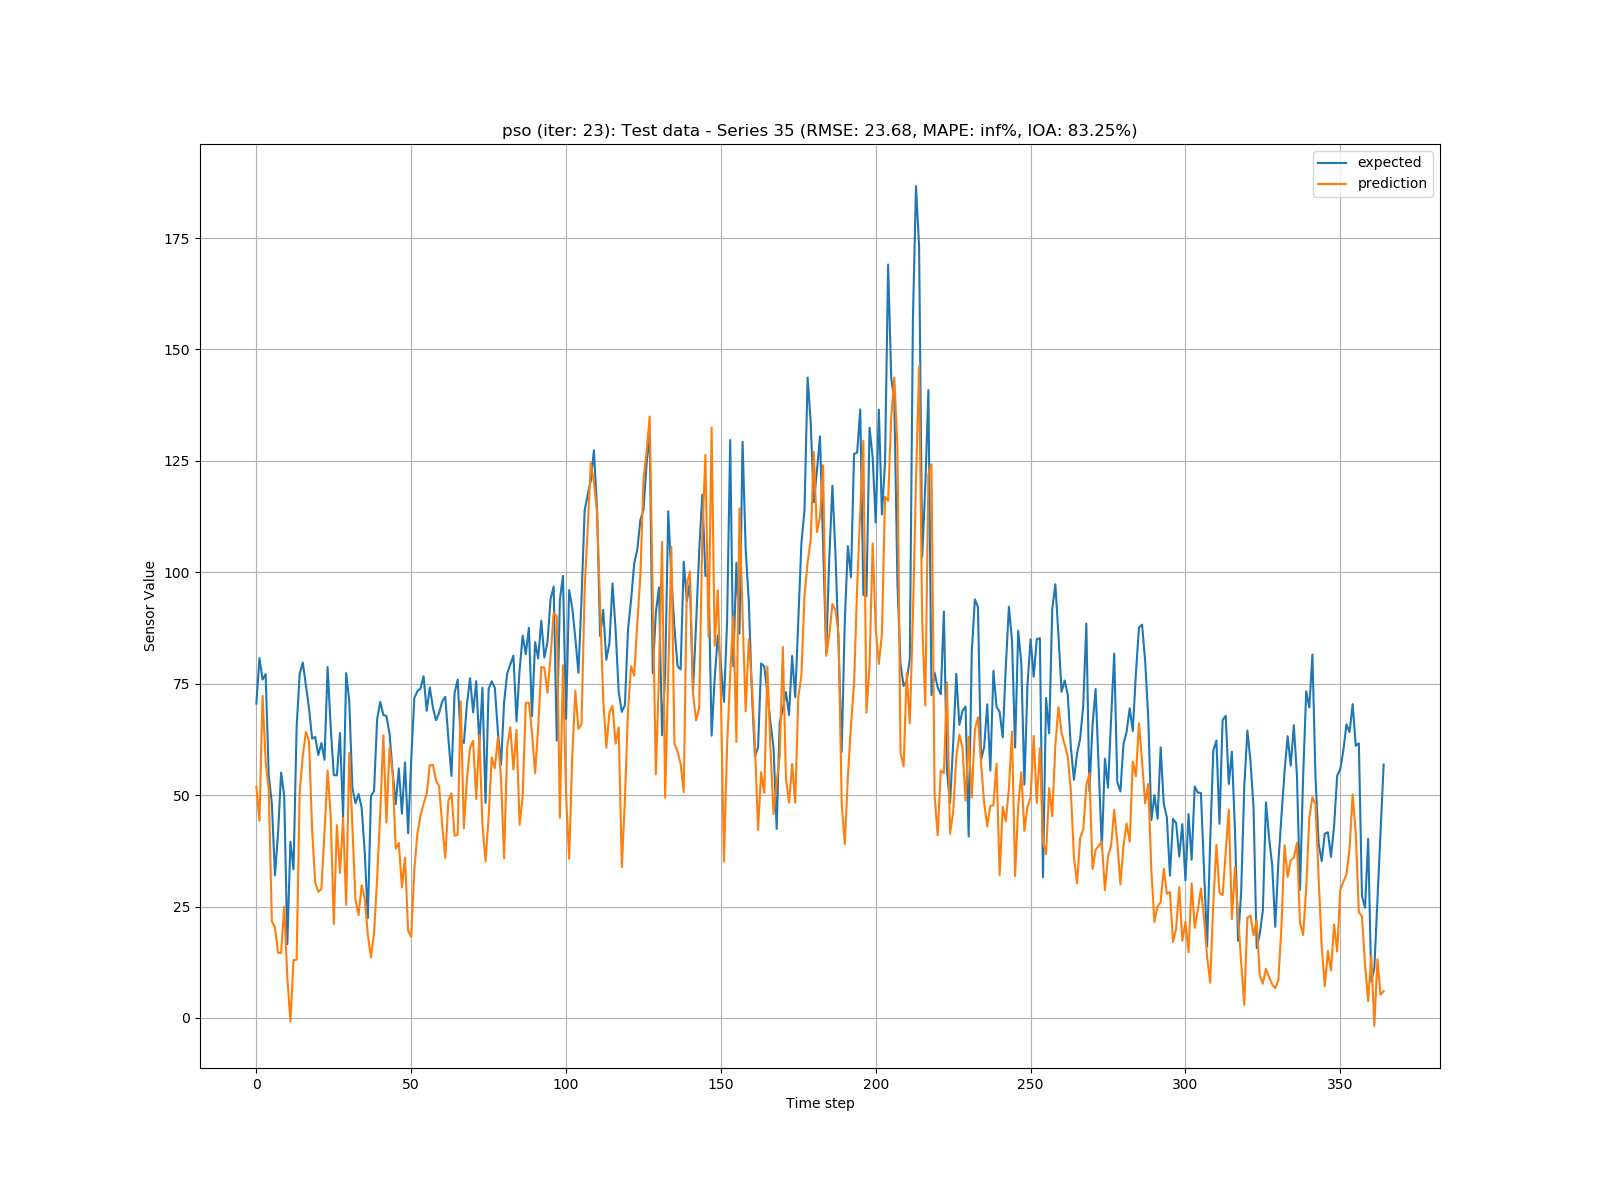 pso (iter: 23): Test data - Series 35 (RMSE: 23.68, MAPE: inf%, IOA: 83.25%)
expected
prediction
175
150
125
100
75
50
25
0
Sensor Value
0 50 100 150 200 250 300 350
Time step